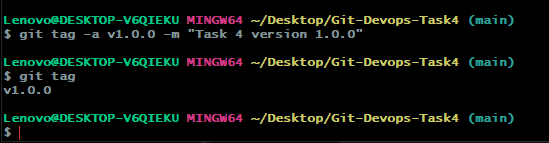 Lenovo@DESKTOP-V6QIEKU MINGW64 ~/Desktop/Git-Devops-Task4 (main)
$ git tag -a v1.0.0 -m "Task 4 version 1.0.0"
Lenovo@DESKTOP-V6QIEKU MINGW64 ~/Desktop/Git-Devops-Task4 (main)
$ git tag
v1.0.0
Lenovo@DESKTOP-V6QIEKU MINGW64 ~/Desktop/Git-Devops-Task4 (main)
$